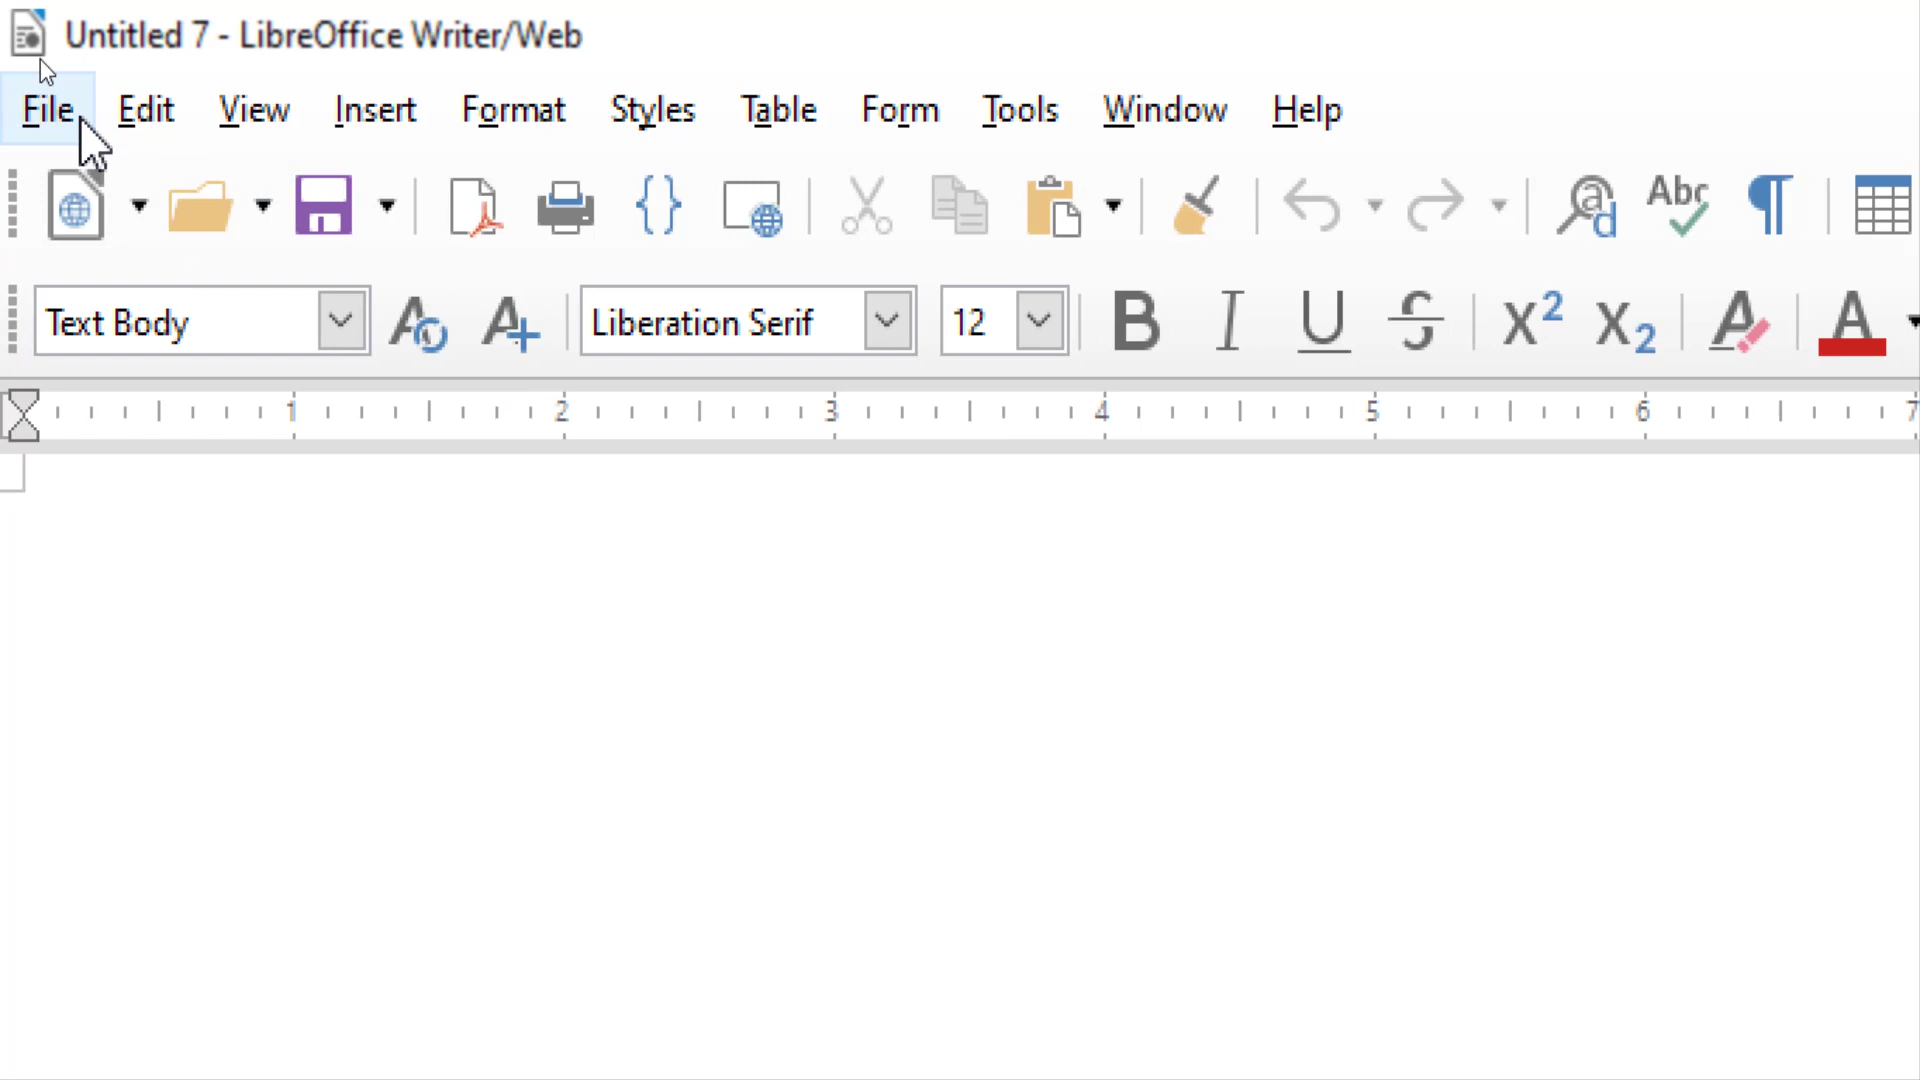 Untitled 7 - LibreOffice Writer/Web
File Edit View Insert Format Styles Table Form Tools Window Help
Abc
Text Body Liberation Serif 12 B I U S X2 X2 A A
1 2 3 4 5 6 7